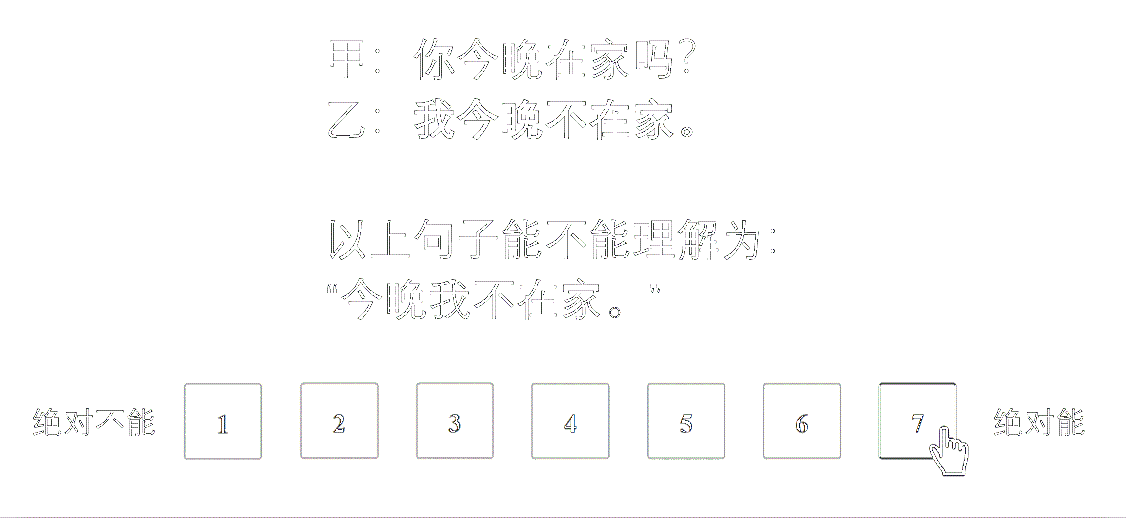 甲：你今晚在家吗？
乙：我今晚不在家。
以上句子能不能理解为：
“今晚我不在家。”
绝对不能 1 2 3 4 5 6 7 绝对能